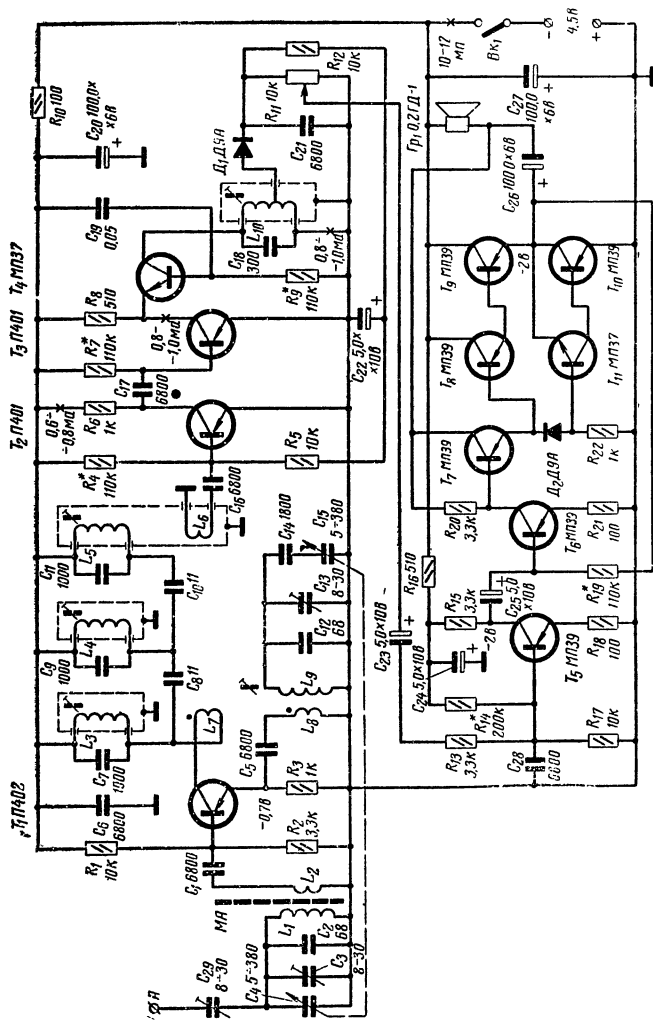 T₁ П402
T₂ П401
T₃ П401
T₄ МП37
R₁
10к
C₆
6800
C₇
L₃
C₉
1000
L₄
C₁₁
1000
L₅
C₈ 11
C₁₀ 11
L₇
L₆
C₁₆ 6800
R₄*
110к
0,6÷
÷0,8ма
R₆
1к
C₁₇
6800
R₇*
110к
R₈
510
0,8÷
-1,0ма
C₁₉
0,05
C₂₀ 100,0×
×6В
+
R₁₀ 100
C₁₈
300
L₁₀
R₉*
110к
0,8÷
-1,0ма
Д₁ Д9А
C₂₁
6800
R₁₁ 10к
R₁₂
10к
C₂₂ 5,0×
×10В
+
R₅
10к
C₁ 6800
-0,7В
C₅ 6800
R₂
3,3к
R₃
1к
L₂
МА
L₁
C₂
68
C₃
8-30
C₄ 5÷380
C₂₉
8-30
А
L₈
L₉
C₁₂
68
C₁₃
8-30
C₁₄ 1800
C₁₅
5-380
C₂₃ 5,0×10В
+
R₁₃
3,3к
R₁₄*
200к
C₂₄ 5,0×10В
R₁₆ 510
R₁₅
3,3к
-2В
C₂₅ 5,0
×10В
+
T₅ МП39
C₂₈
R₁₇
10к
R₁₈
100
R₁₉*
110к
R₂₀
3,3к
T₆ МП39
R₂₁
100
T₇ МП39
Д₂ Д9А
R₂₂
1к
T₈ МП39
T₉ МП39
-2В
T₁₀ МП39
T₁₁ МП37
C₂₆ 100,0×6В
+
Гр₁ 0,2ГД-1
C₂₇
100,0
×6В
+
10-12
мп
Вк₁
-
4,5В
+